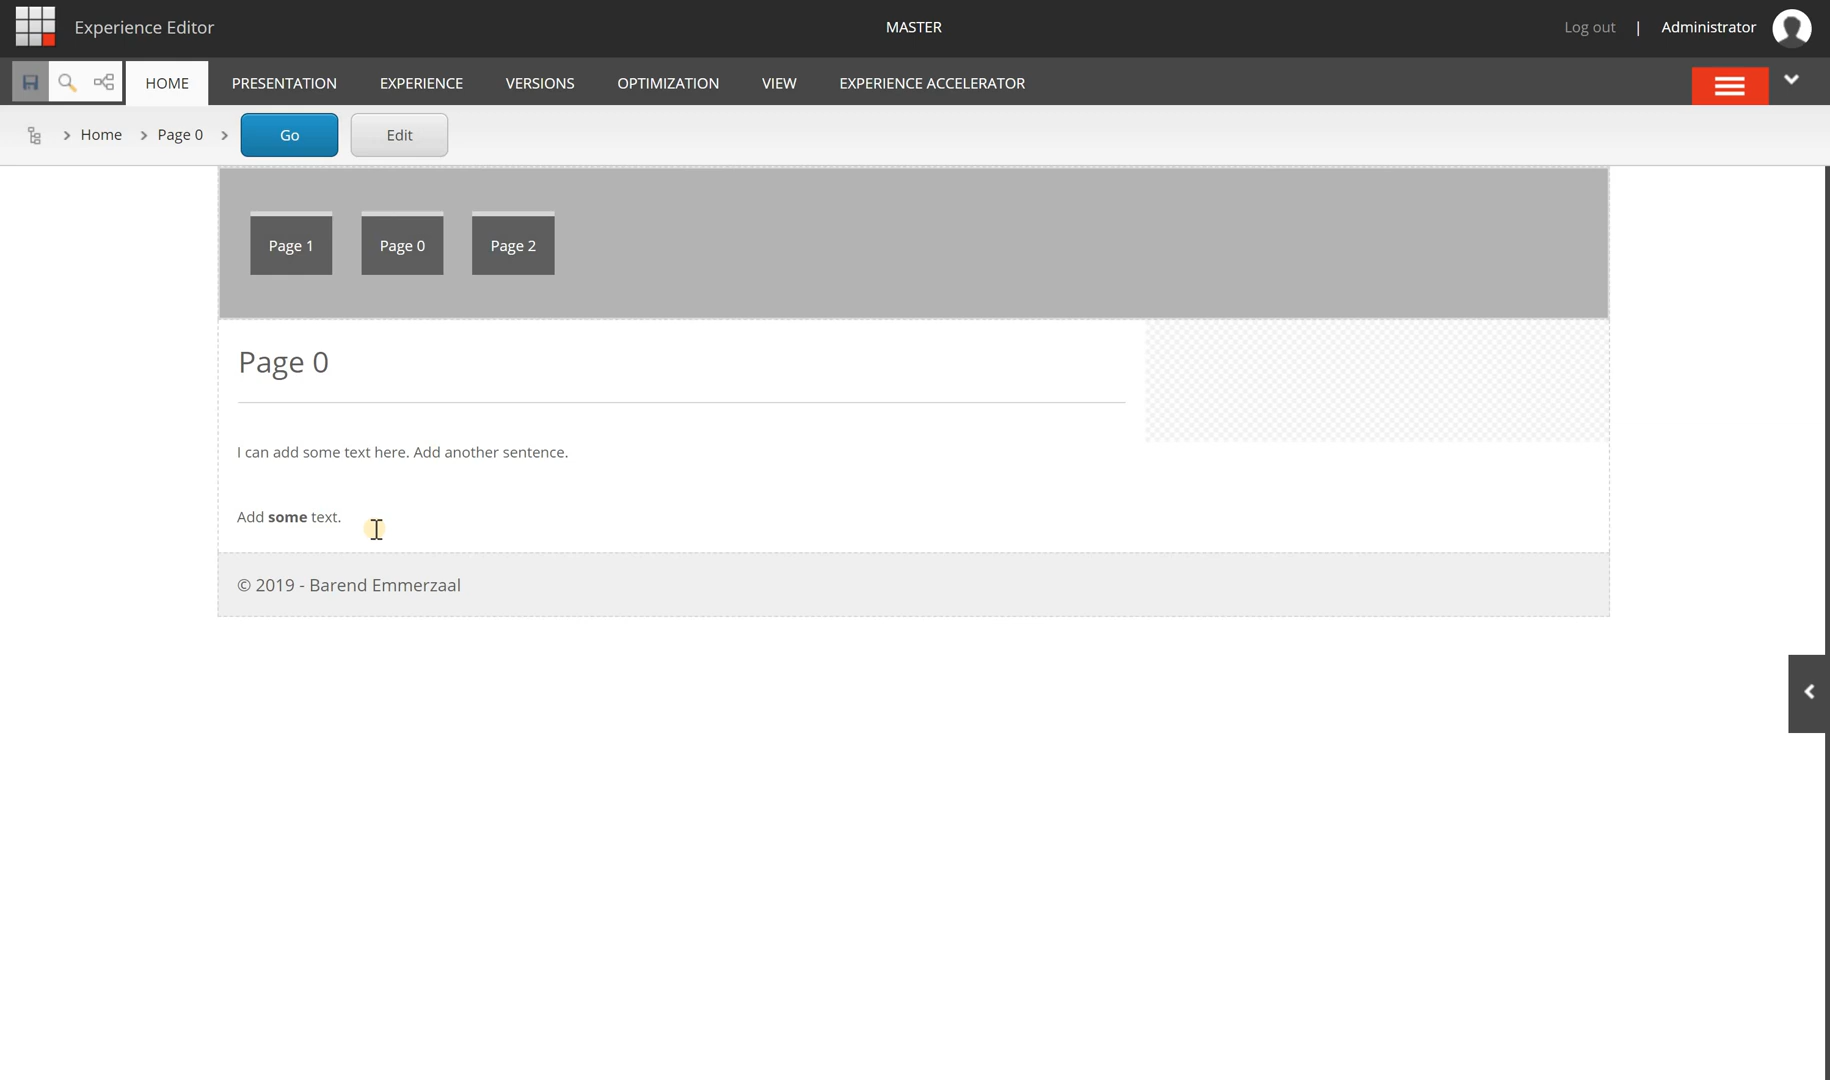 Experience Editor
MASTER
Log out | Administrator
HOME PRESENTATION EXPERIENCE VERSIONS OPTIMIZATION VIEW EXPERIENCE ACCELERATOR
Home Page 0 Go Edit
Page 1 Page 0 Page 2
Page 0
I can add some text here. Add another sentence.
Add some text.
© 2019 - Barend Emmerzaal